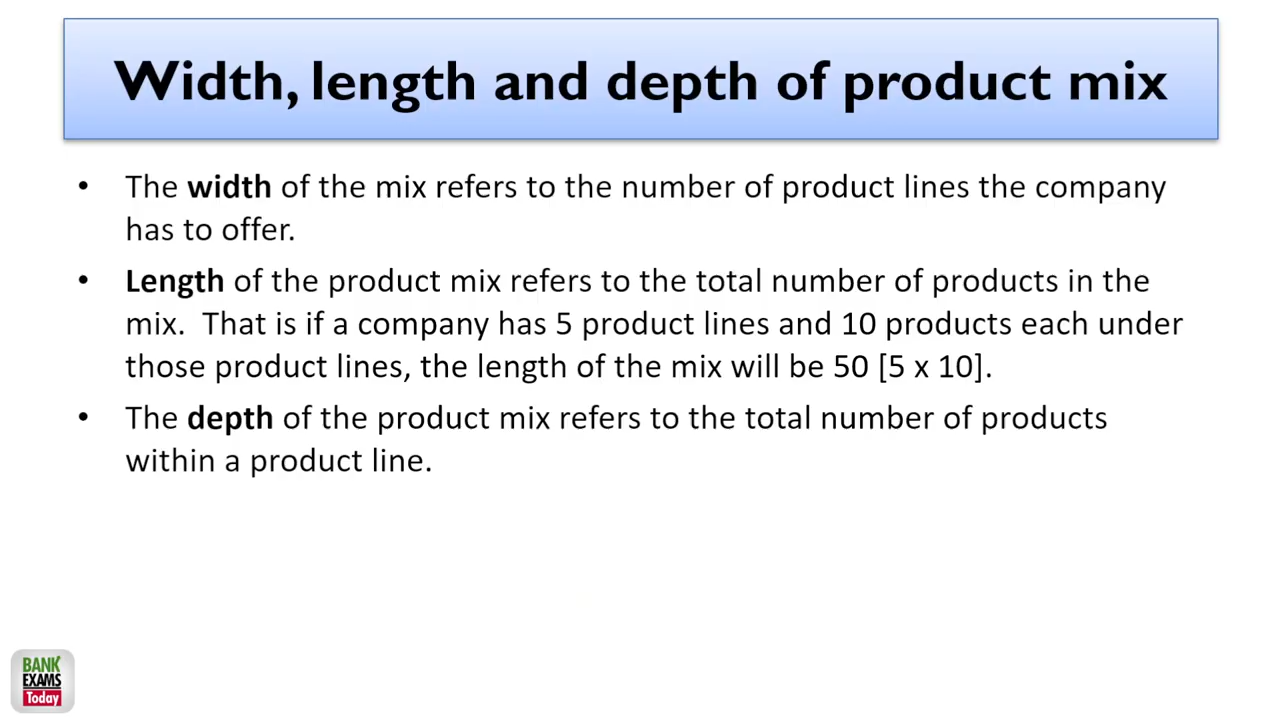 Width, length and depth of product mix
• The width of the mix refers to the number of product lines the company
has to offer.
• Length of the product mix refers to the total number of products in the
mix.  That is if a company has 5 product lines and 10 products each under
those product lines, the length of the mix will be 50 [5 x 10].
• The depth of the product mix refers to the total number of products
within a product line.
BANK
EXAMS
Today